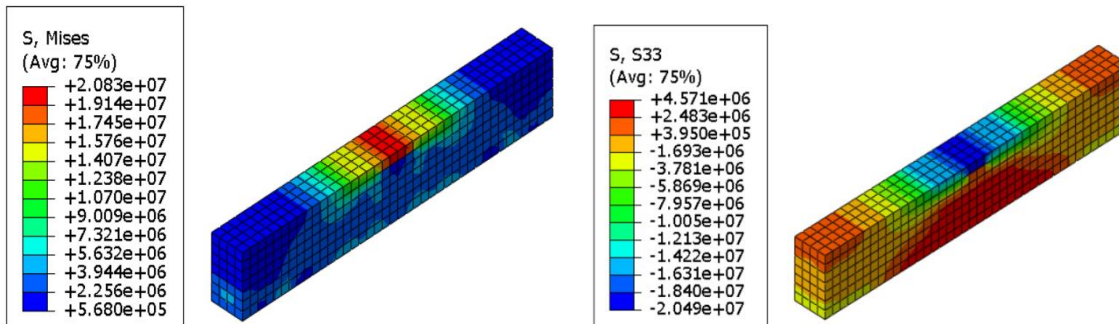 S, Mises
(Avg: 75%)
+2.083e+07
+1.914e+07
+1.745e+07
+1.576e+07
+1.407e+07
+1.238e+07
+1.070e+07
+9.009e+06
+7.321e+06
+5.632e+06
+3.944e+06
+2.256e+06
+5.680e+05
S, S33
(Avg: 75%)
+4.571e+06
+2.483e+06
+3.950e+05
-1.693e+06
-3.781e+06
-5.869e+06
-7.957e+06
-1.005e+07
-1.213e+07
-1.422e+07
-1.631e+07
-1.840e+07
-2.049e+07